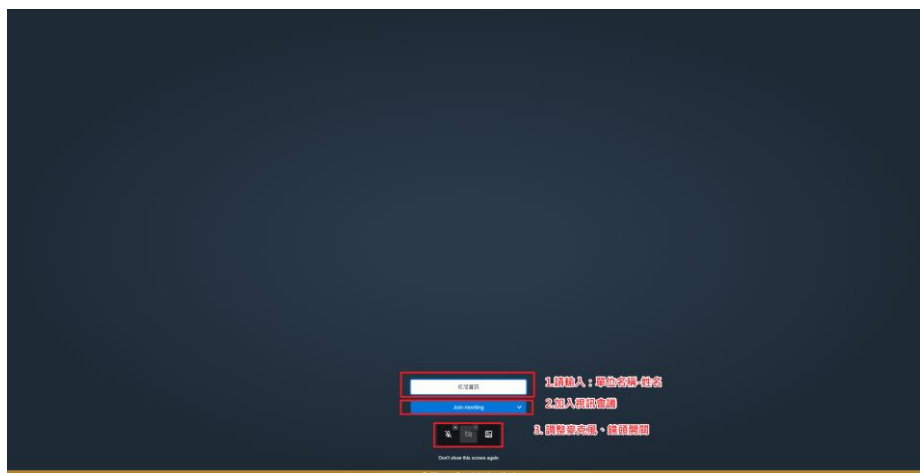 1.請輸入：單位名稱-姓名
Join meeting
2.加入視訊會議
3. 調整麥克風、鏡頭開關
Don't show this screen again